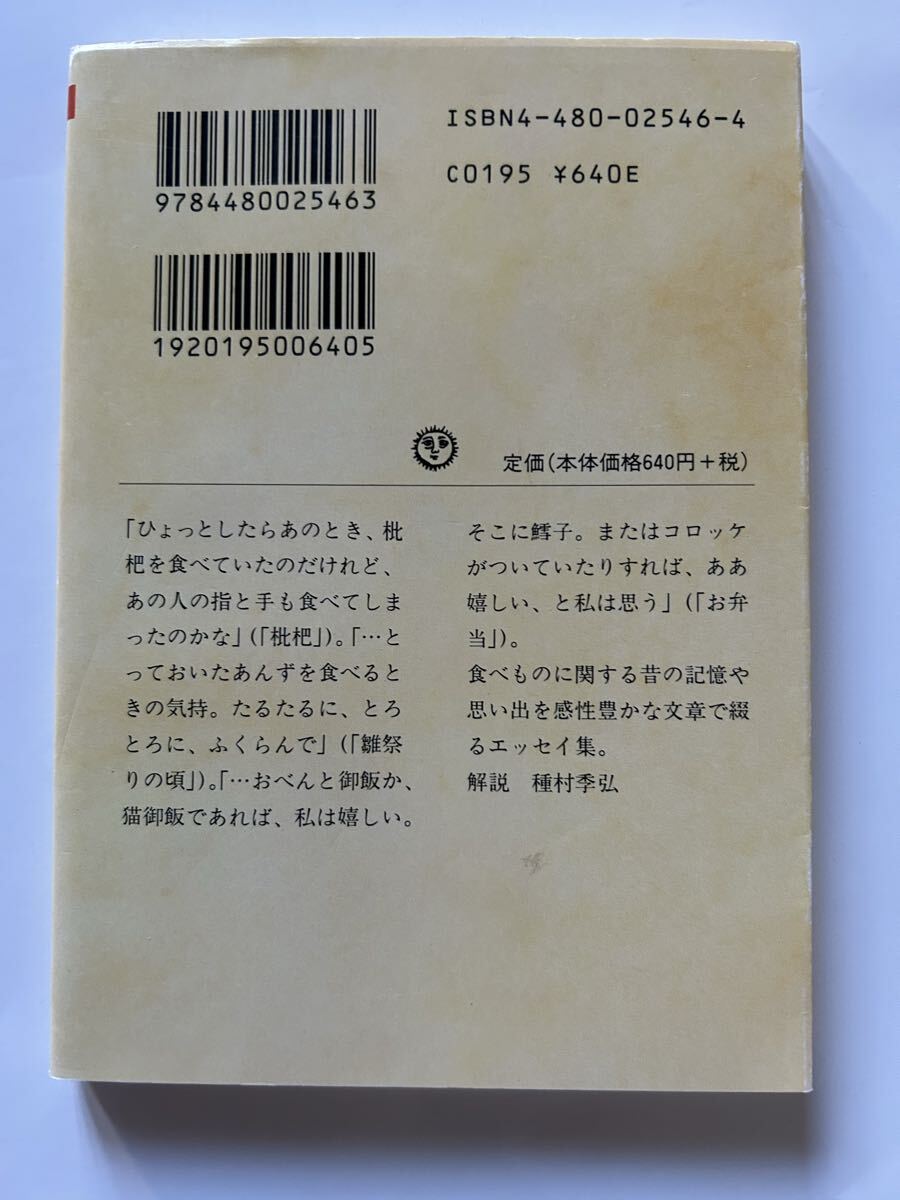 ISBN4-480-02546-4
C0195 ¥640E
9784480025463
1920195006405
定価(本体価格640円+税)
「ひょっとしたらあのとき、枇
杷を食べていたのだけれど、
あの人の指と手も食べてしま
ったのかな」(「枇杷」)。「…と
っておいたあんずを食べると
きの気持。たるたるに、とろ
とろに、ふくらんで」(「雛祭
りの頃」)。「…おべんと御飯か、
猫御飯であれば、私は嬉しい。
そこに鱈子。またはコロッケ
がついていたりすれば、ああ
嬉しい、と私は思う」(「お弁
当」)。
食べものに関する昔の記憶や
思い出を感性豊かな文章で綴
るエッセイ集。
解説　種村季弘